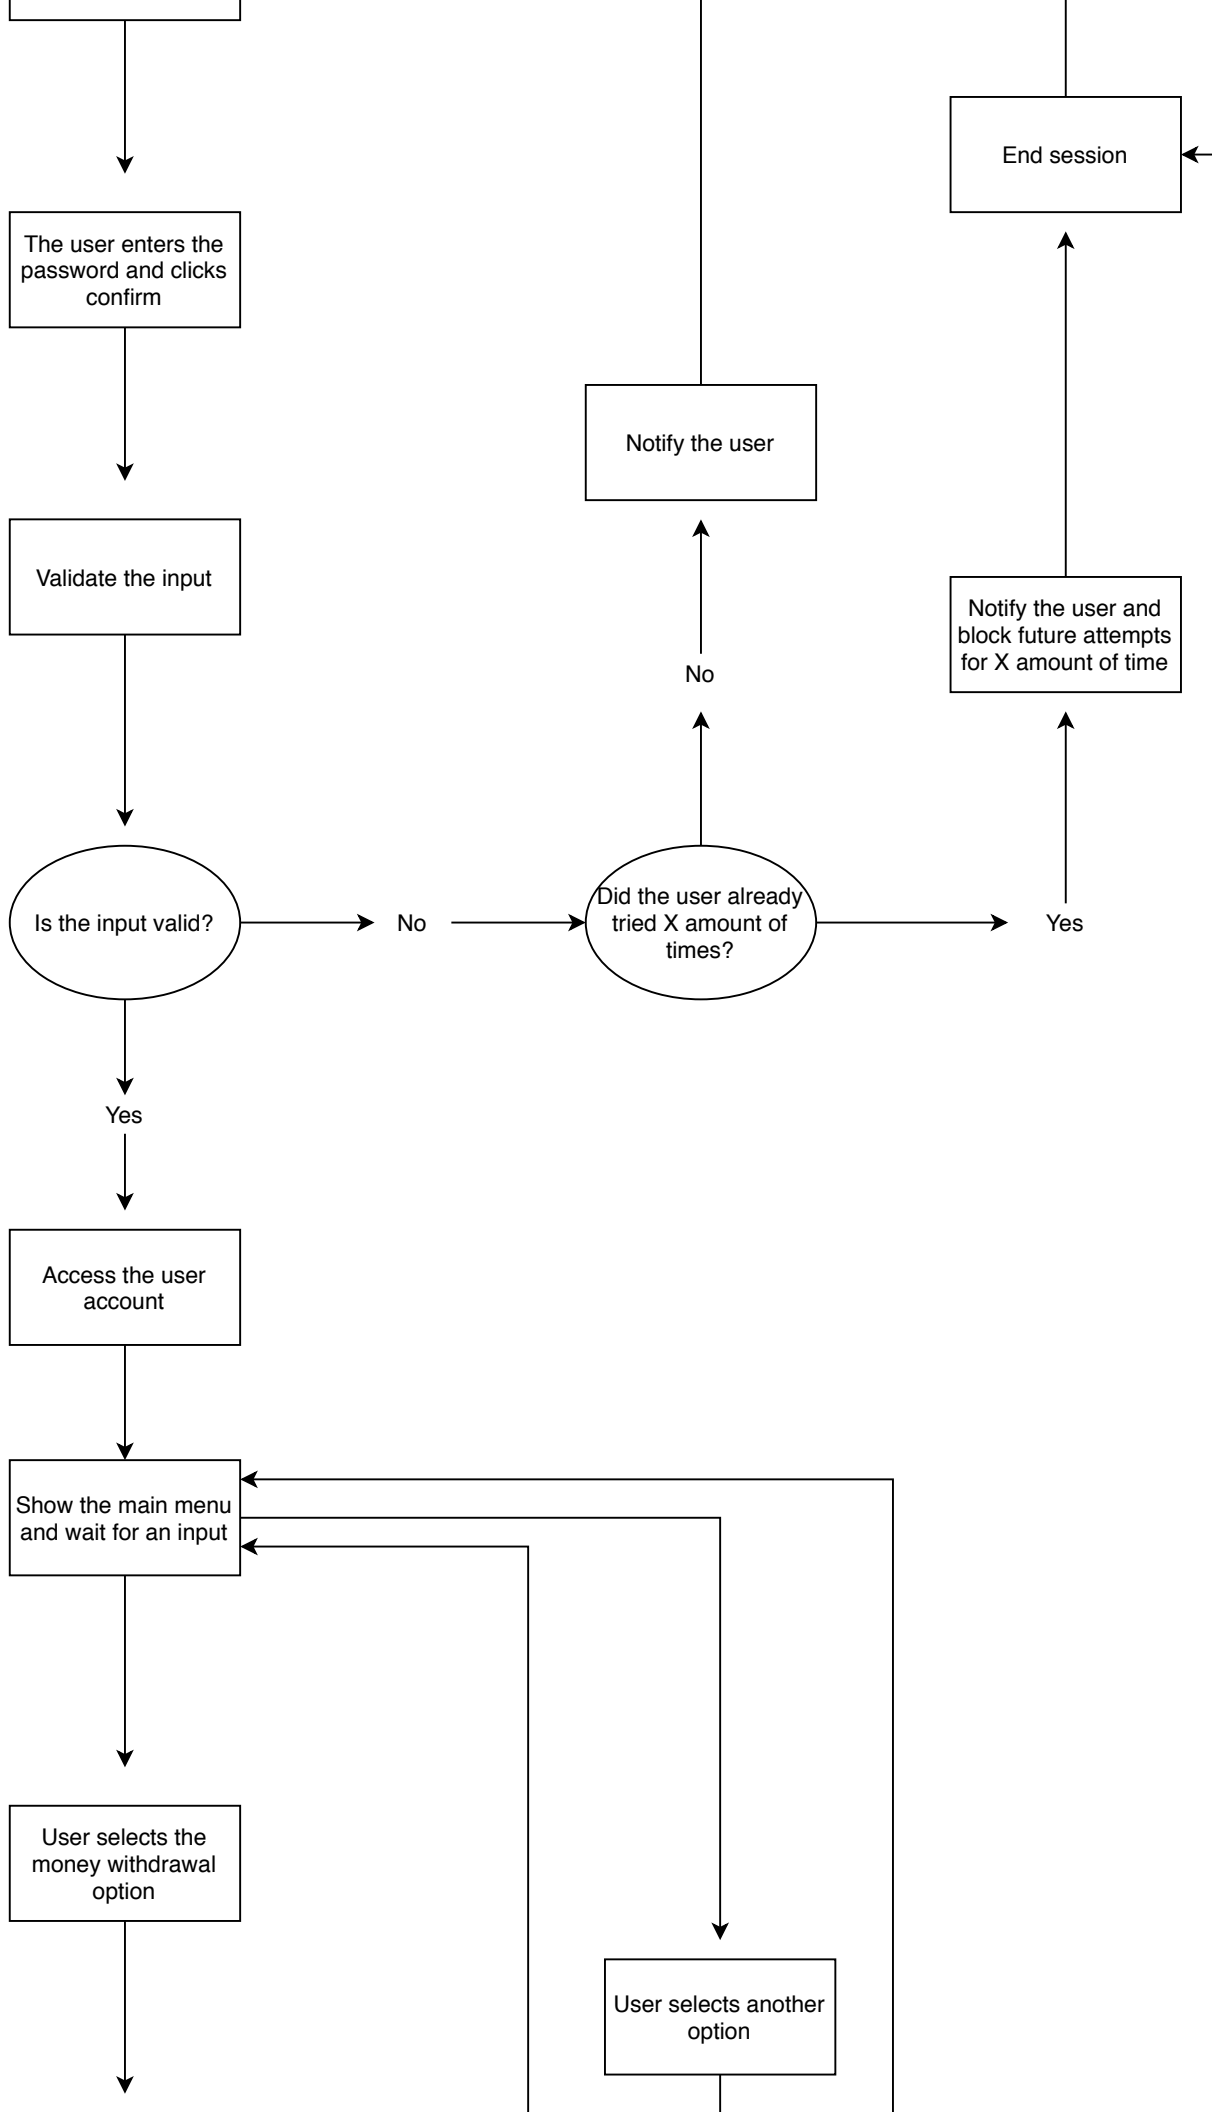 End session
The user enters the
password and clicks
confirm
Notify the user
Validate the input
Notify the user and
block future attempts
for X amount of time
No
Is the input valid?
No
Did the user already
tried X amount of
times?
Yes
Yes
Access the user
account
Show the main menu
and wait for an input
User selects the
money withdrawal
option
User selects another
option